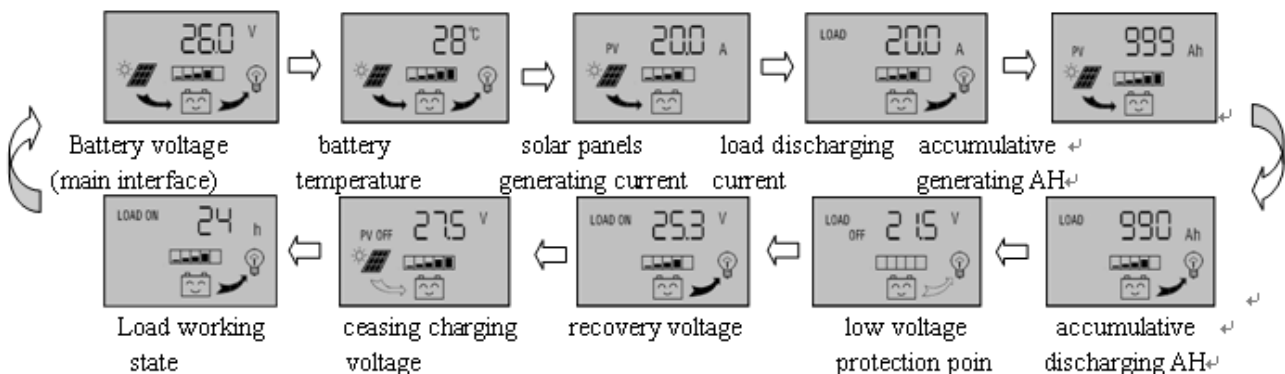 26.0 V
28 ℃
PV 20.0 A
LOAD 20.0 A
PV 999 Ah
Battery voltage
(main interface)
battery
temperature
solar panels
generating current
load discharging
current
accumulative
generating AH
LOAD ON 24 h
PV OFF 27.5 V
LOAD ON 25.3 V
LOAD OFF 21.5 V
LOAD 990 Ah
Load working
state
ceasing charging
voltage
recovery voltage
low voltage
protection poin
accumulative
discharging AH